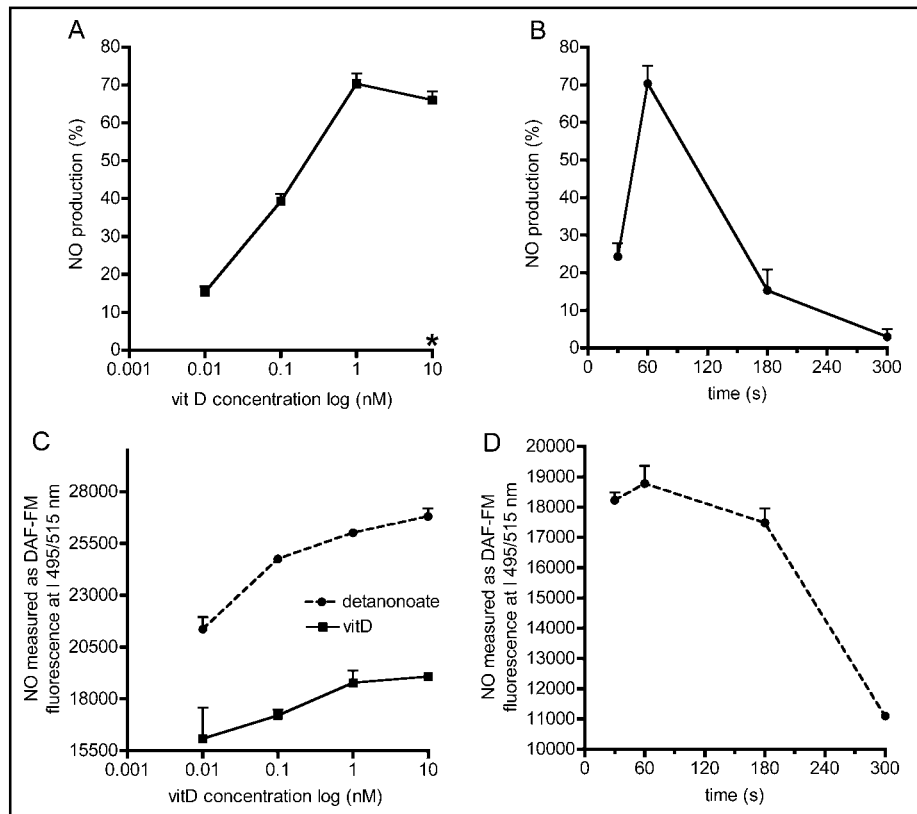 A
80
70
60
50
40
30
20
10
0
NO production (%)
*
0.001 0.01 0.1 1 10
vit D concentration log (nM)
B
80
70
60
50
40
30
20
10
0
NO production (%)
0 60 120 180 240 300
time (s)
C
28000
25500
23000
20500
18000
15500
NO measured as DAF-FM
fluorescence at l 495/515 nm
detanonoate
vitD
0.001 0.01 0.1 1 10
vitD concentration log (nM)
D
20000
19000
18000
17000
16000
15000
14000
13000
12000
11000
10000
NO measured as DAF-FM
fluorescence at l 495/515 nm
0 60 120 180 240 300
time (s)